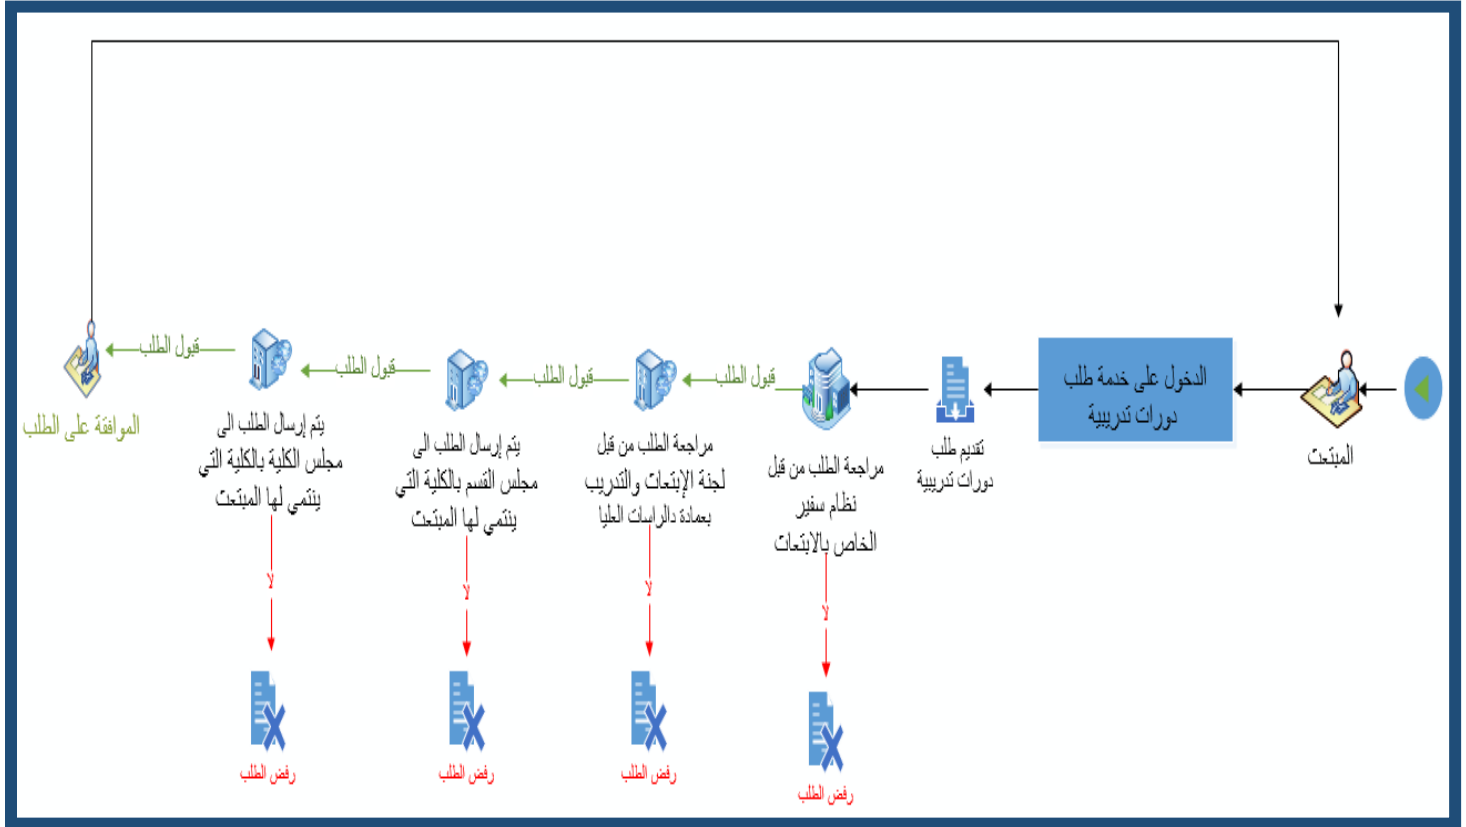 المبتعث
الدخول على خدمة طلب
دورات تدريبية
تقديم طلب
دورات تدريبية
مراجعة الطلب من قبل
نظام سفير
الخاص بالابتعاث
لا
رفض الطلب
قبول الطلب
مراجعة الطلب من قبل
لجنة الإبتعاث والتدريب
بعمادة دالراسات العليا
لا
رفض الطلب
قبول الطلب
يتم إرسال الطلب الى
مجلس القسم بالكلية التي
ينتمي لها المبتعث
لا
رفض الطلب
قبول الطلب
يتم إرسال الطلب الى
مجلس الكلية بالكلية التي
ينتمي لها المبتعث
لا
رفض الطلب
قبول الطلب
الموافقة على الطلب